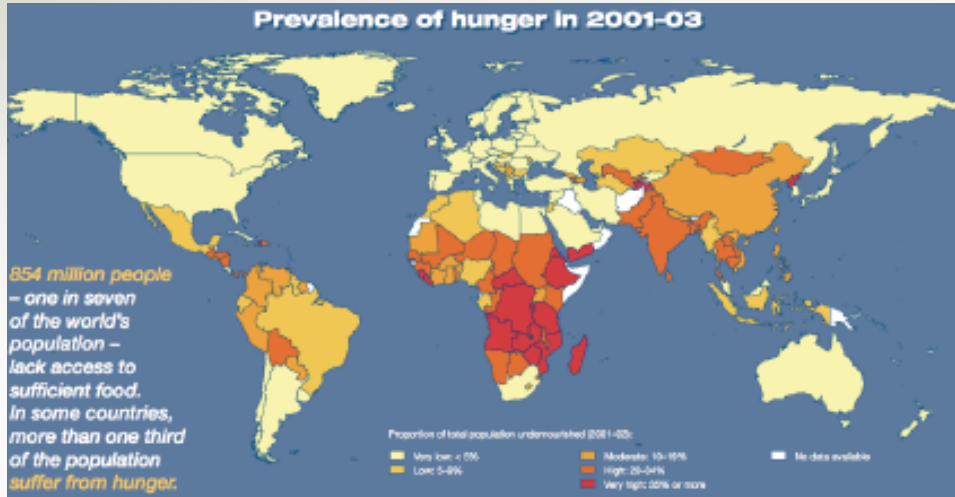 Prevalence of hunger in 2001-03
854 million people
– one in seven
of the world's
population –
lack access to
sufficient food.
In some countries,
more than one third
of the population
suffer from hunger.
Proportion of total population undernourished (2001-03):
Very low: < 5%
Low: 5-9%
Moderate: 10-19%
High: 20-34%
Very high: 35% or more
No data available